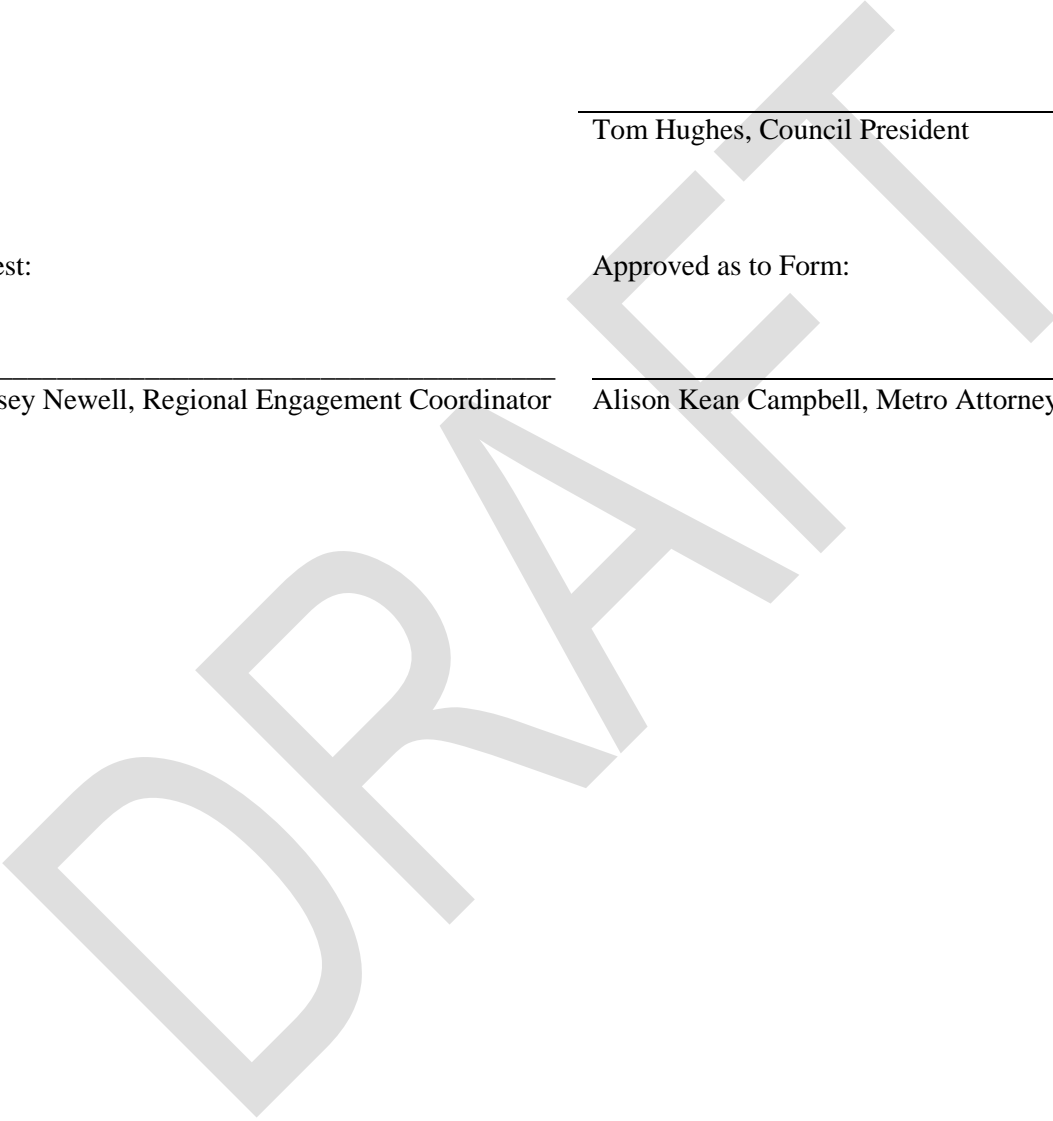 Tom Hughes, Council President
est:
Approved as to Form:
sey Newell, Regional Engagement Coordinator
Alison Kean Campbell, Metro Attorney
DRAFT